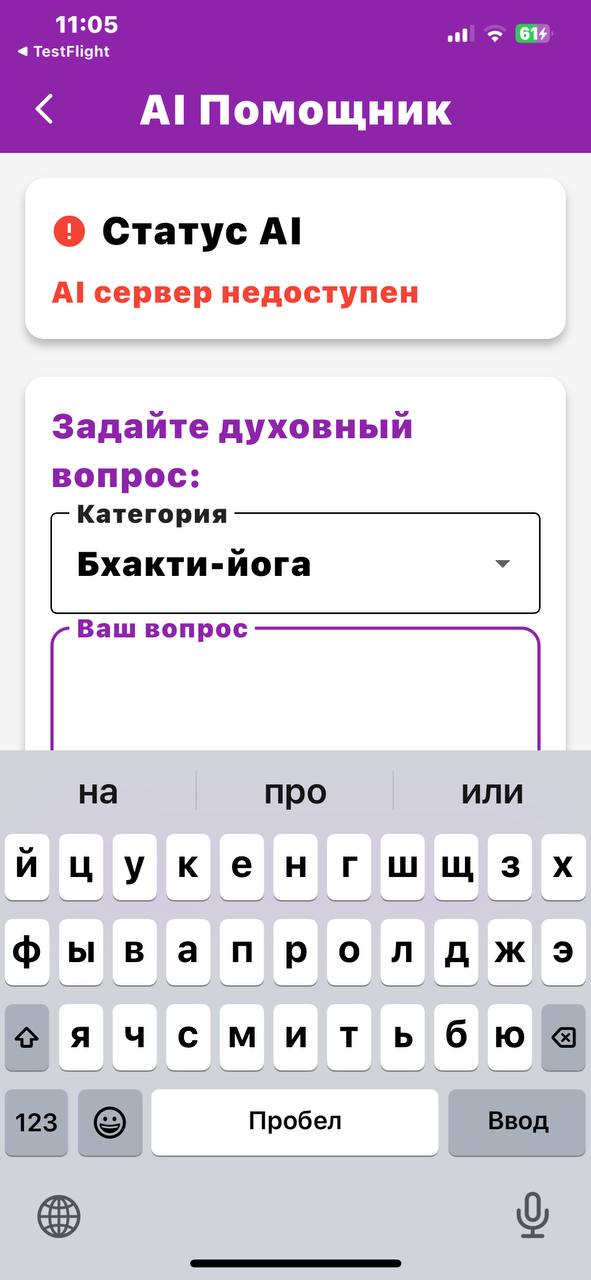 11:05
61
◀ TestFlight
AI Помощник
Статус AI
AI сервер недоступен
Задайте духовный
вопрос:
Категория
Бхакти-йога
Ваш вопрос
на про или
й ц у к е н г ш щ з х
ф ы в а п р о л д ж э
я ч с м и т ь б ю
123 Пробел Ввод